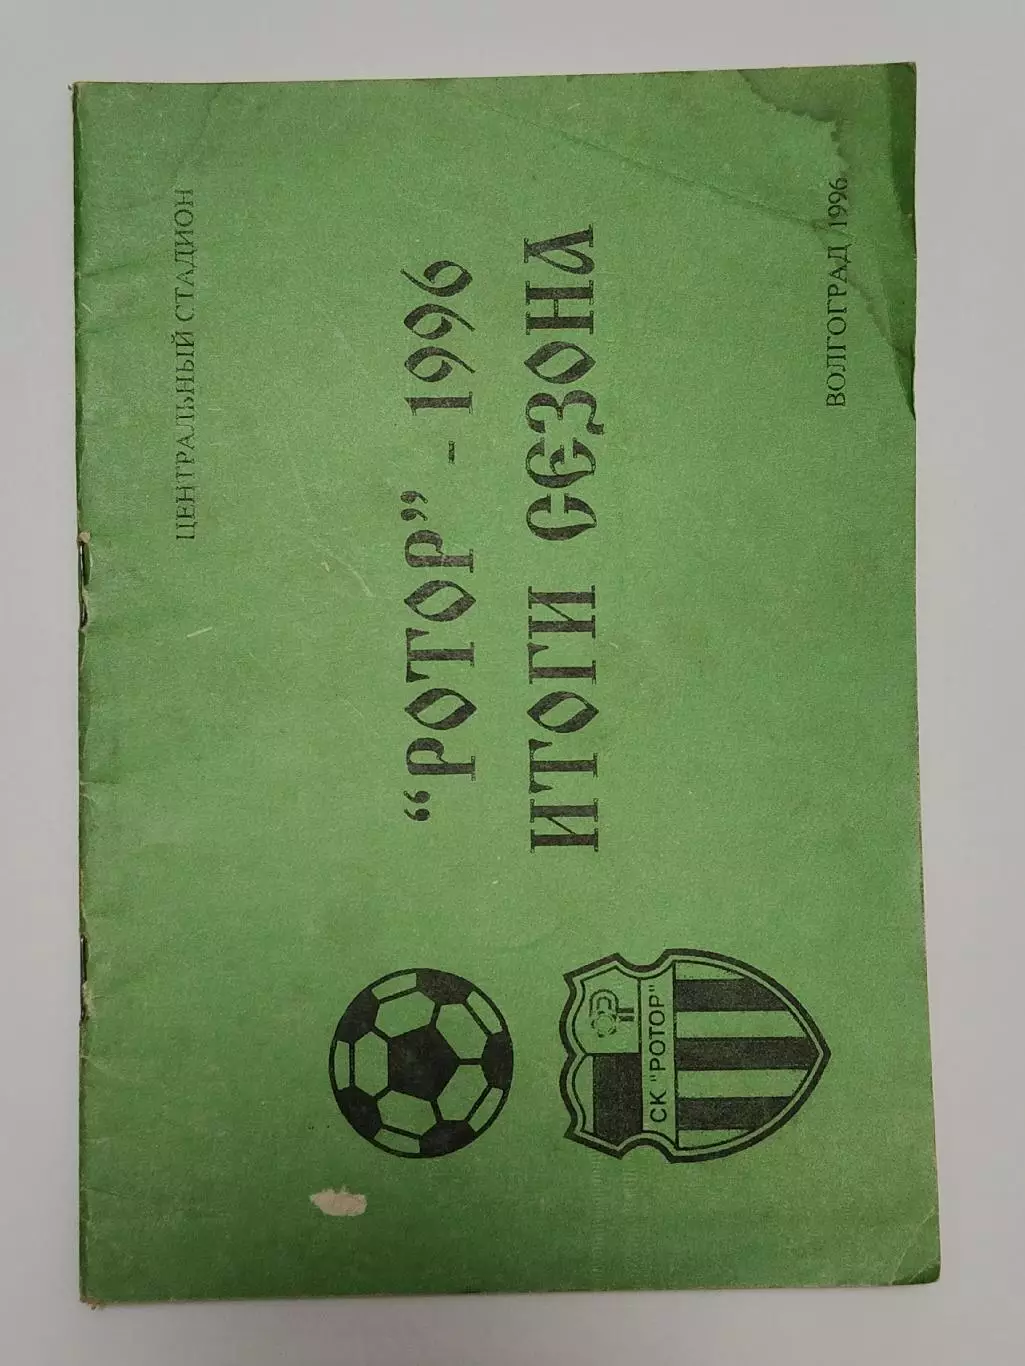 ЦЕНТРАЛЬНЫЙ СТАДИОН
"РОТОР" - 1996
ИТОГИ СЕЗОНА
СК "РОТОР"
ВОЛГОГРАД 1996